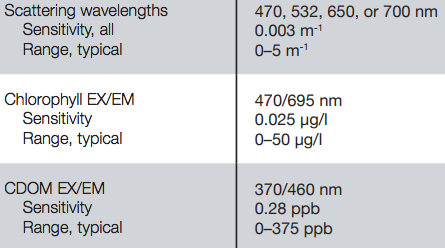 Scattering wavelengths 470, 532, 650, or 700 nm
Sensitivity, all 0.003 m⁻¹
Range, typical 0–5 m⁻¹
Chlorophyll EX/EM 470/695 nm
Sensitivity 0.025 µg/l
Range, typical 0–50 µg/l
CDOM EX/EM 370/460 nm
Sensitivity 0.28 ppb
Range, typical 0–375 ppb